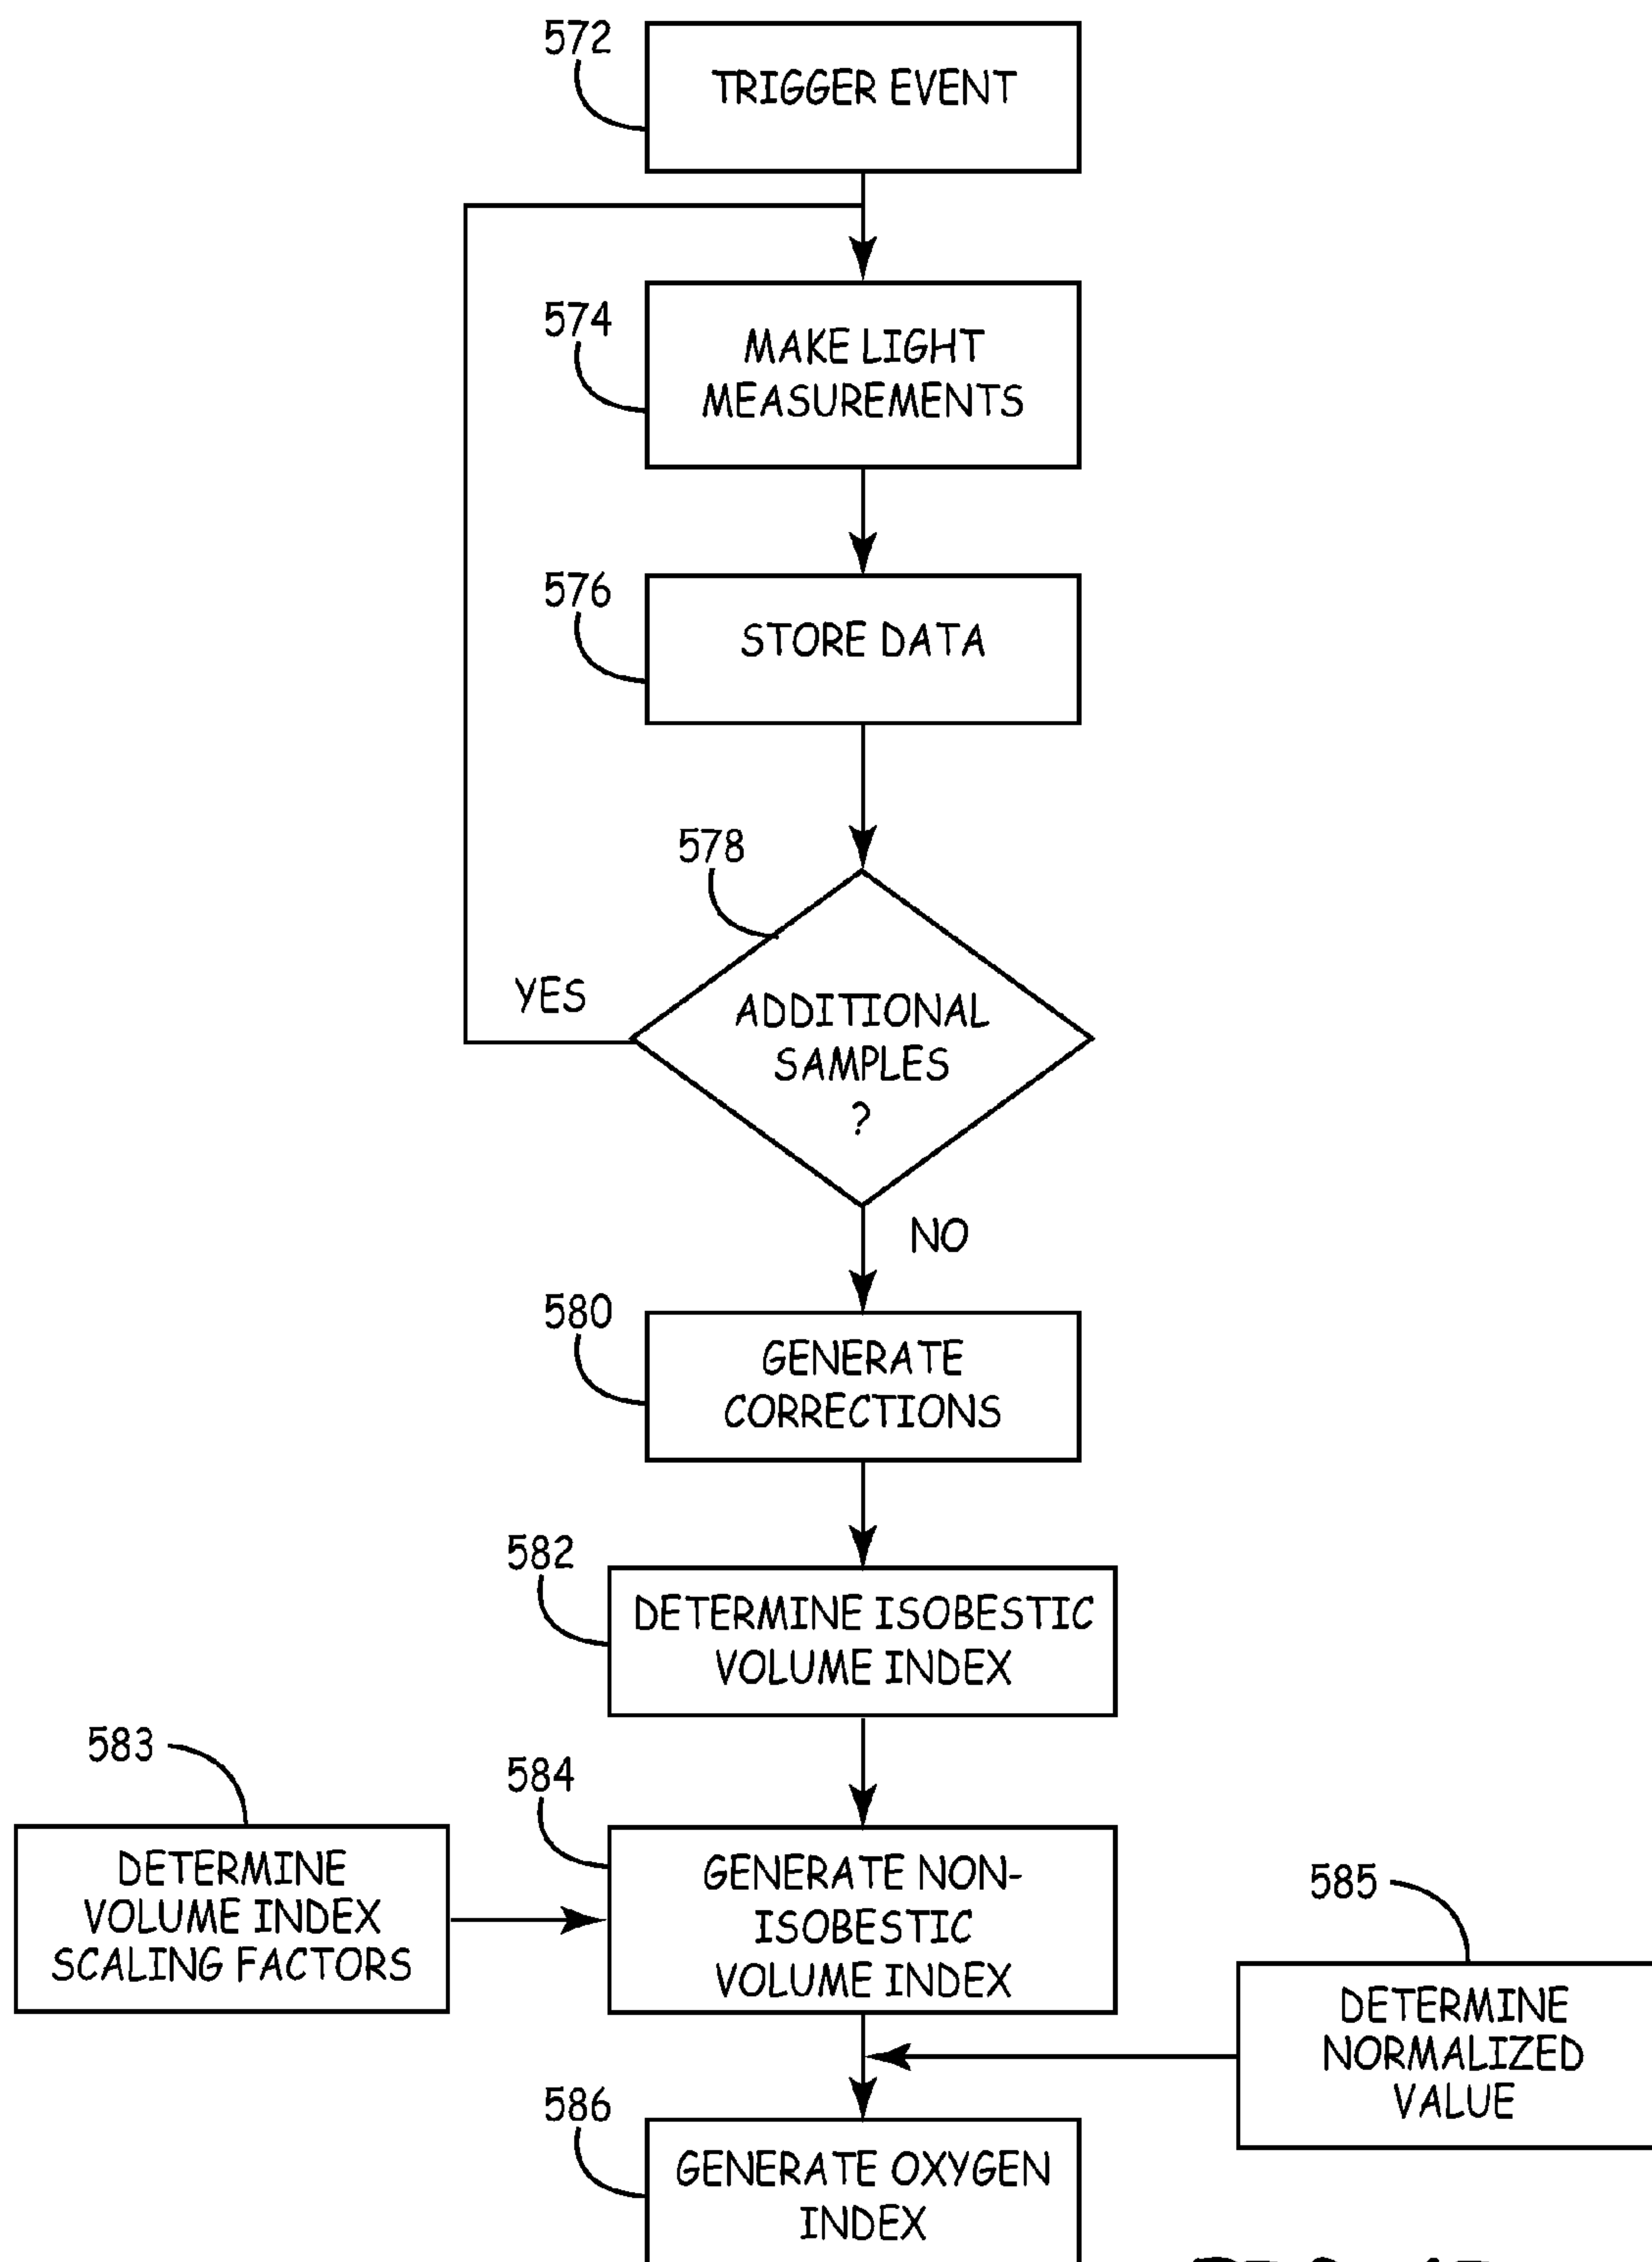 572
TRIGGER EVENT
574
MAKE LIGHT
MEASUREMENTS
576
STORE DATA
578
YES
ADDITIONAL
SAMPLES
?
NO
580
GENERATE
CORRECTIONS
582
DETERMINE ISOBESTIC
VOLUME INDEX
583
DETERMINE
VOLUME INDEX
SCALING FACTORS
584
GENERATE NON-
ISOBESTIC
VOLUME INDEX
585
DETERMINE
NORMALIZED
VALUE
586
GENERATE OXYGEN
INDEX